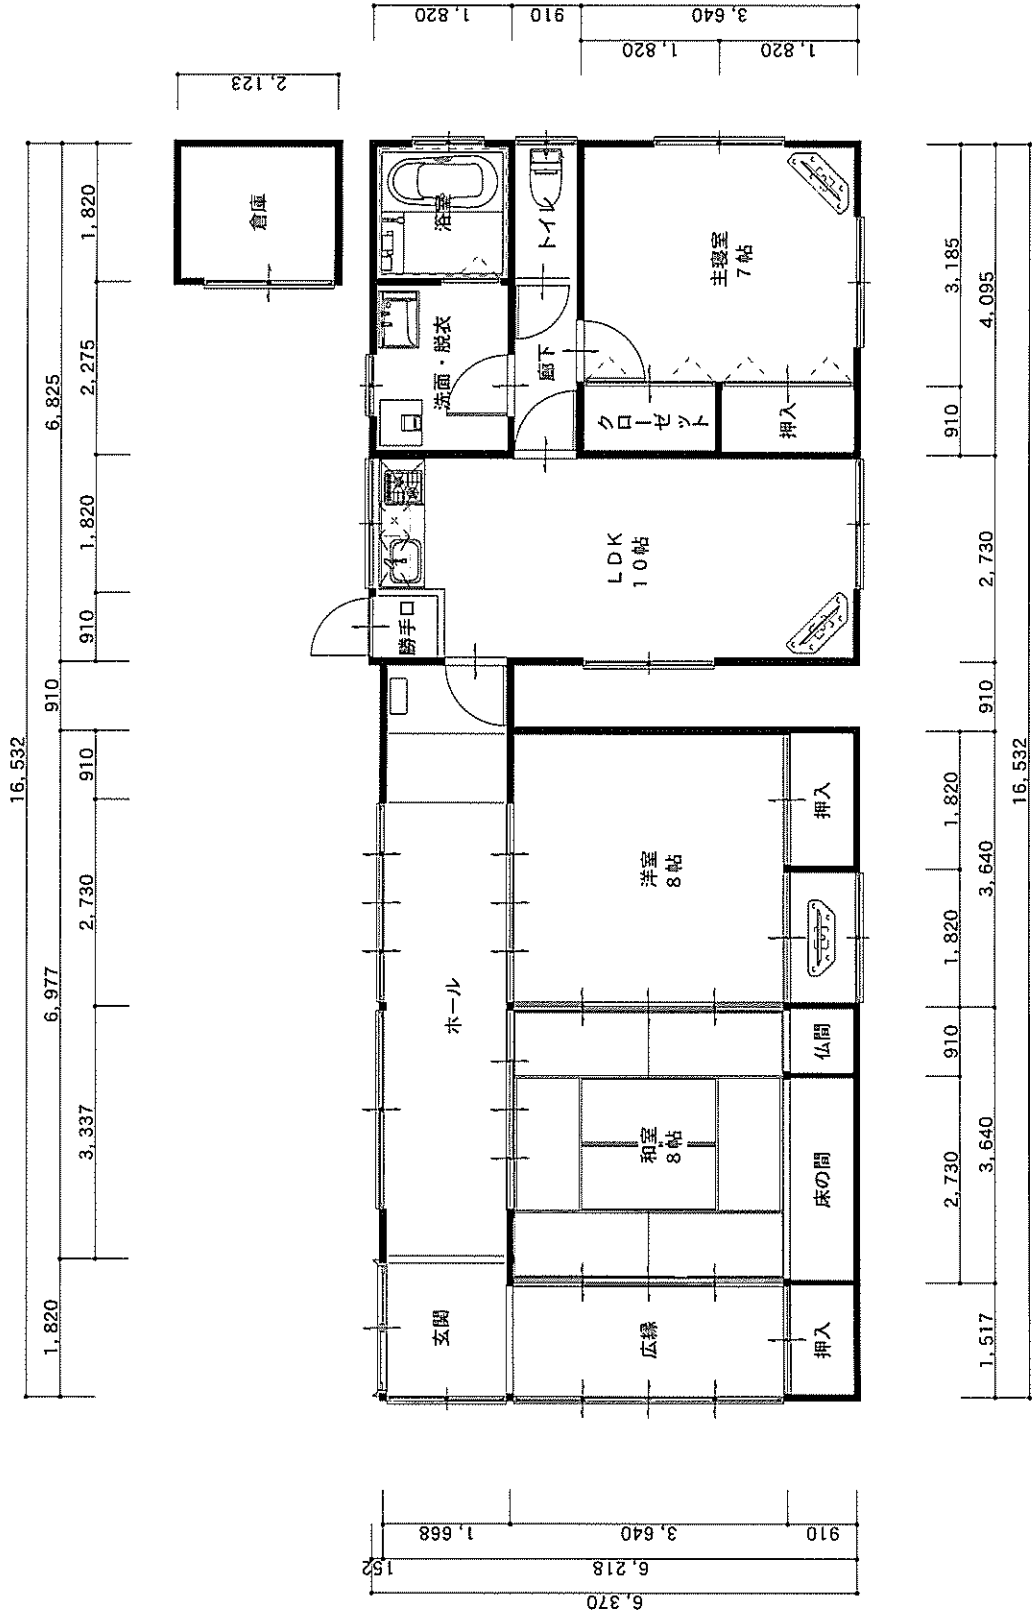 16,532
6,825
6,977
1,820
1,820
2,275
1,820
910
910
910
2,730
3,337
2,123
1,820
910
3,640
1,820
1,820
倉庫
浴室
トイレ
主寝室
7帖
洗面・脱衣
廊下
クローゼット
押入
勝手口
LDK
10帖
ホール
洋室
8帖
押入
和室
8帖
仏間
床の間
玄関
広縁
押入
3,185
910
4,095
2,730
910
1,820
1,820
910
2,730
3,640
3,640
1,517
16,532
1,668
3,640
910
152
6,218
6,370